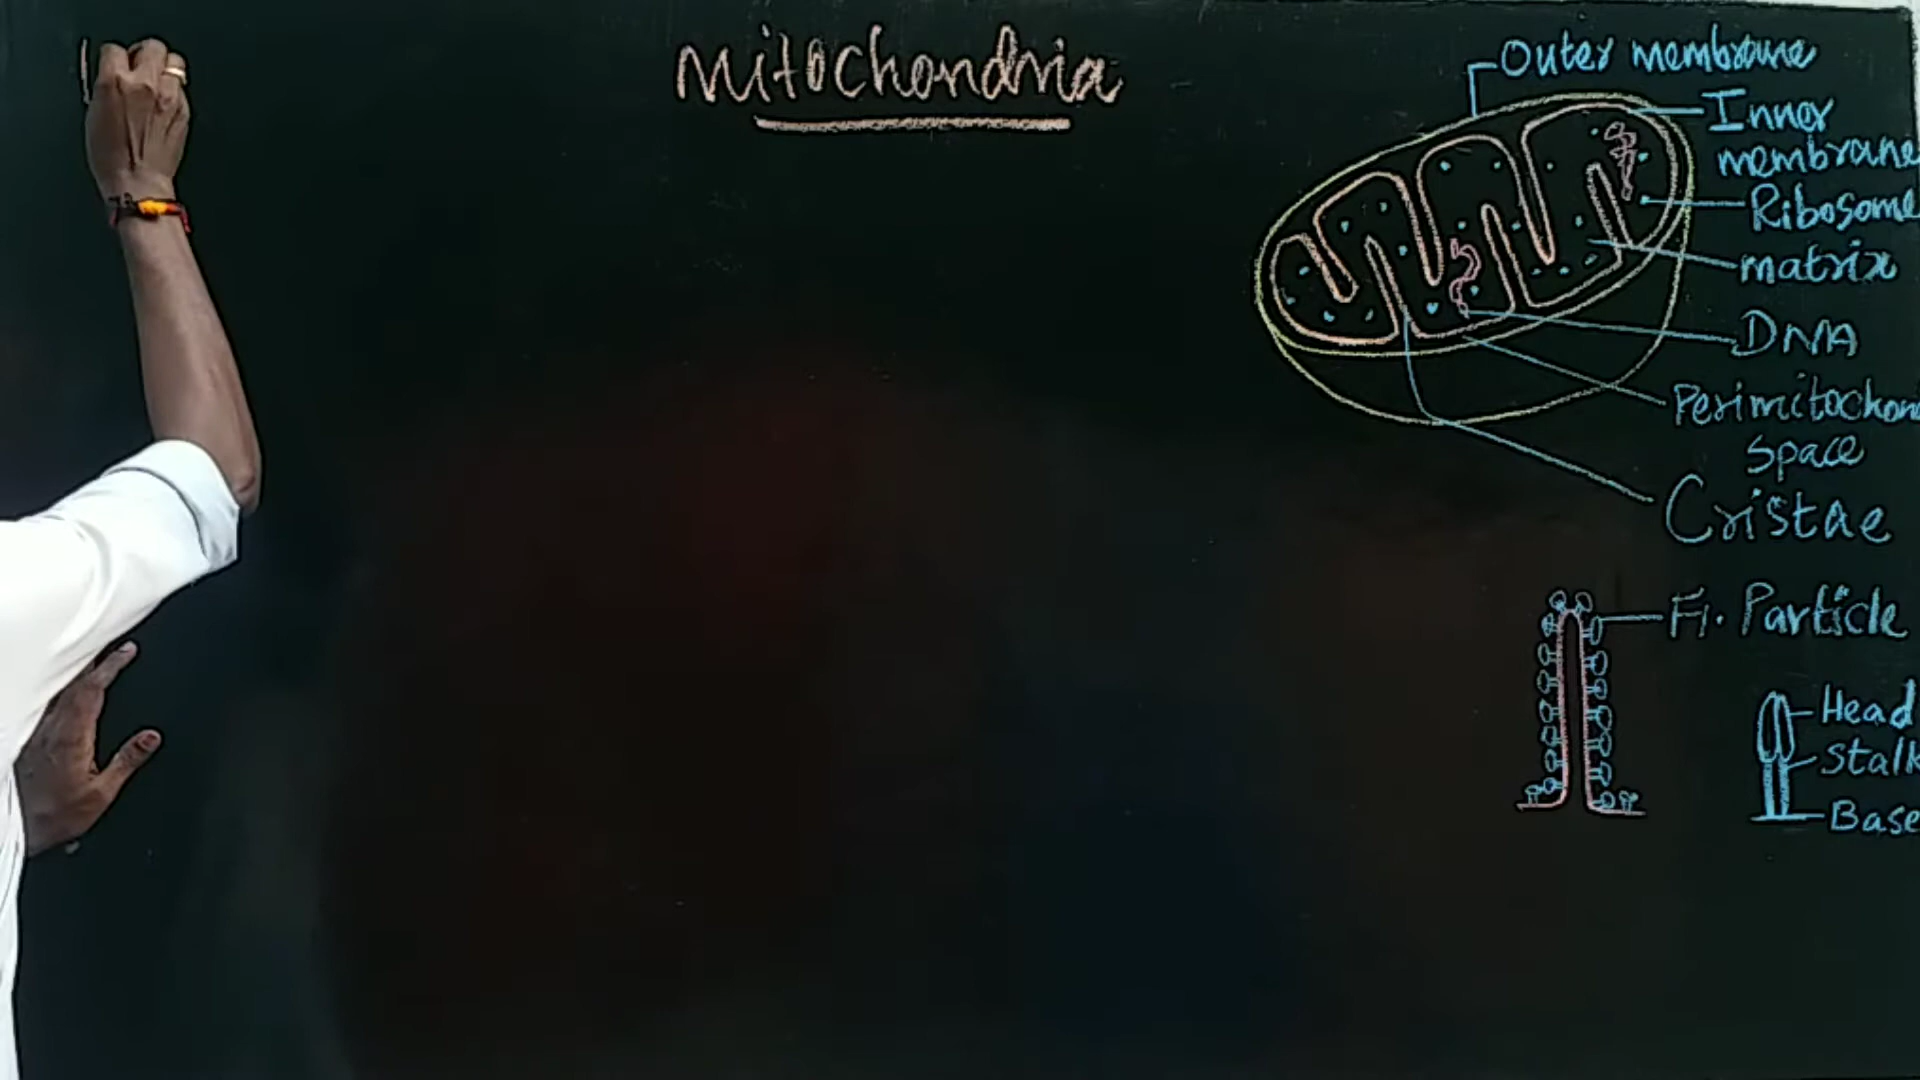 Mitochondria
Outer membrane
Inner
membrane
Ribosome
matrix
DNA
Perimitochon
Space
Cristae
F1. Particle
Head
Stalk
Base